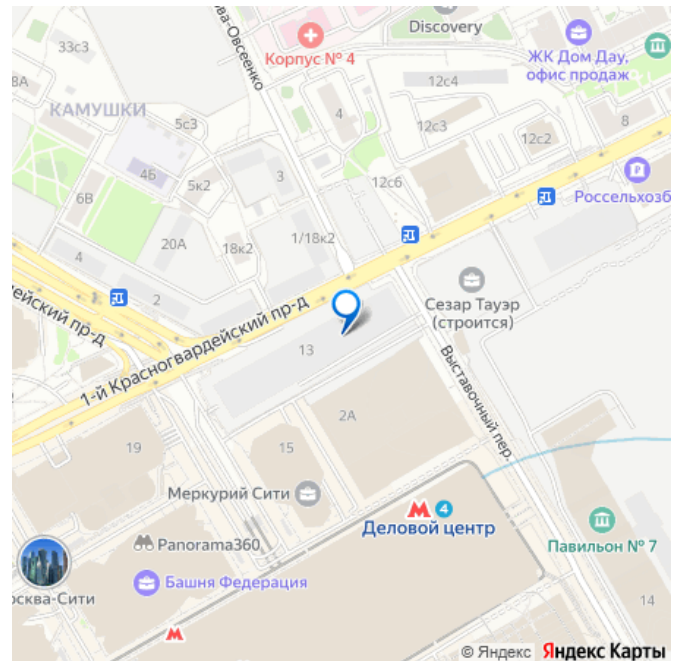 33с3
ва-Овсеенко
Discovery
Корпус № 4
ЖК Дом Дау,
офис продаж
8А
12с4
КАМУШКИ
5с3
4
12с3
12с2
8
4Б
5к2
3
12с6
Россельхозб
6В
20А
18к2
1/18к2
4
2
ейский пр-д
1-й Красногвардейский пр-д
Сезар Тауэр
(строится)
13
Выставочный пер.
2А
19
15
Меркурий Сити
4
Деловой центр
Panorama360
Павильон № 7
Башня Федерация
осква-Сити
14
© Яндекс Яндекс Карты